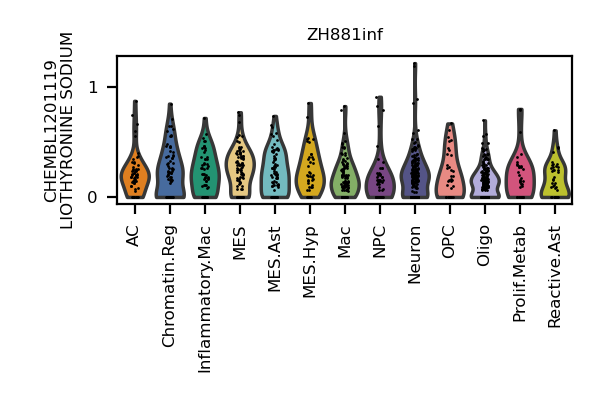 ZH881inf
CHEMBL1201119
LIOTHYRONINE SODIUM
1
0
AC
Chromatin.Reg
Inflammatory.Mac
MES
MES.Ast
MES.Hyp
Mac
NPC
Neuron
OPC
Oligo
Prolif.Metab
Reactive.Ast